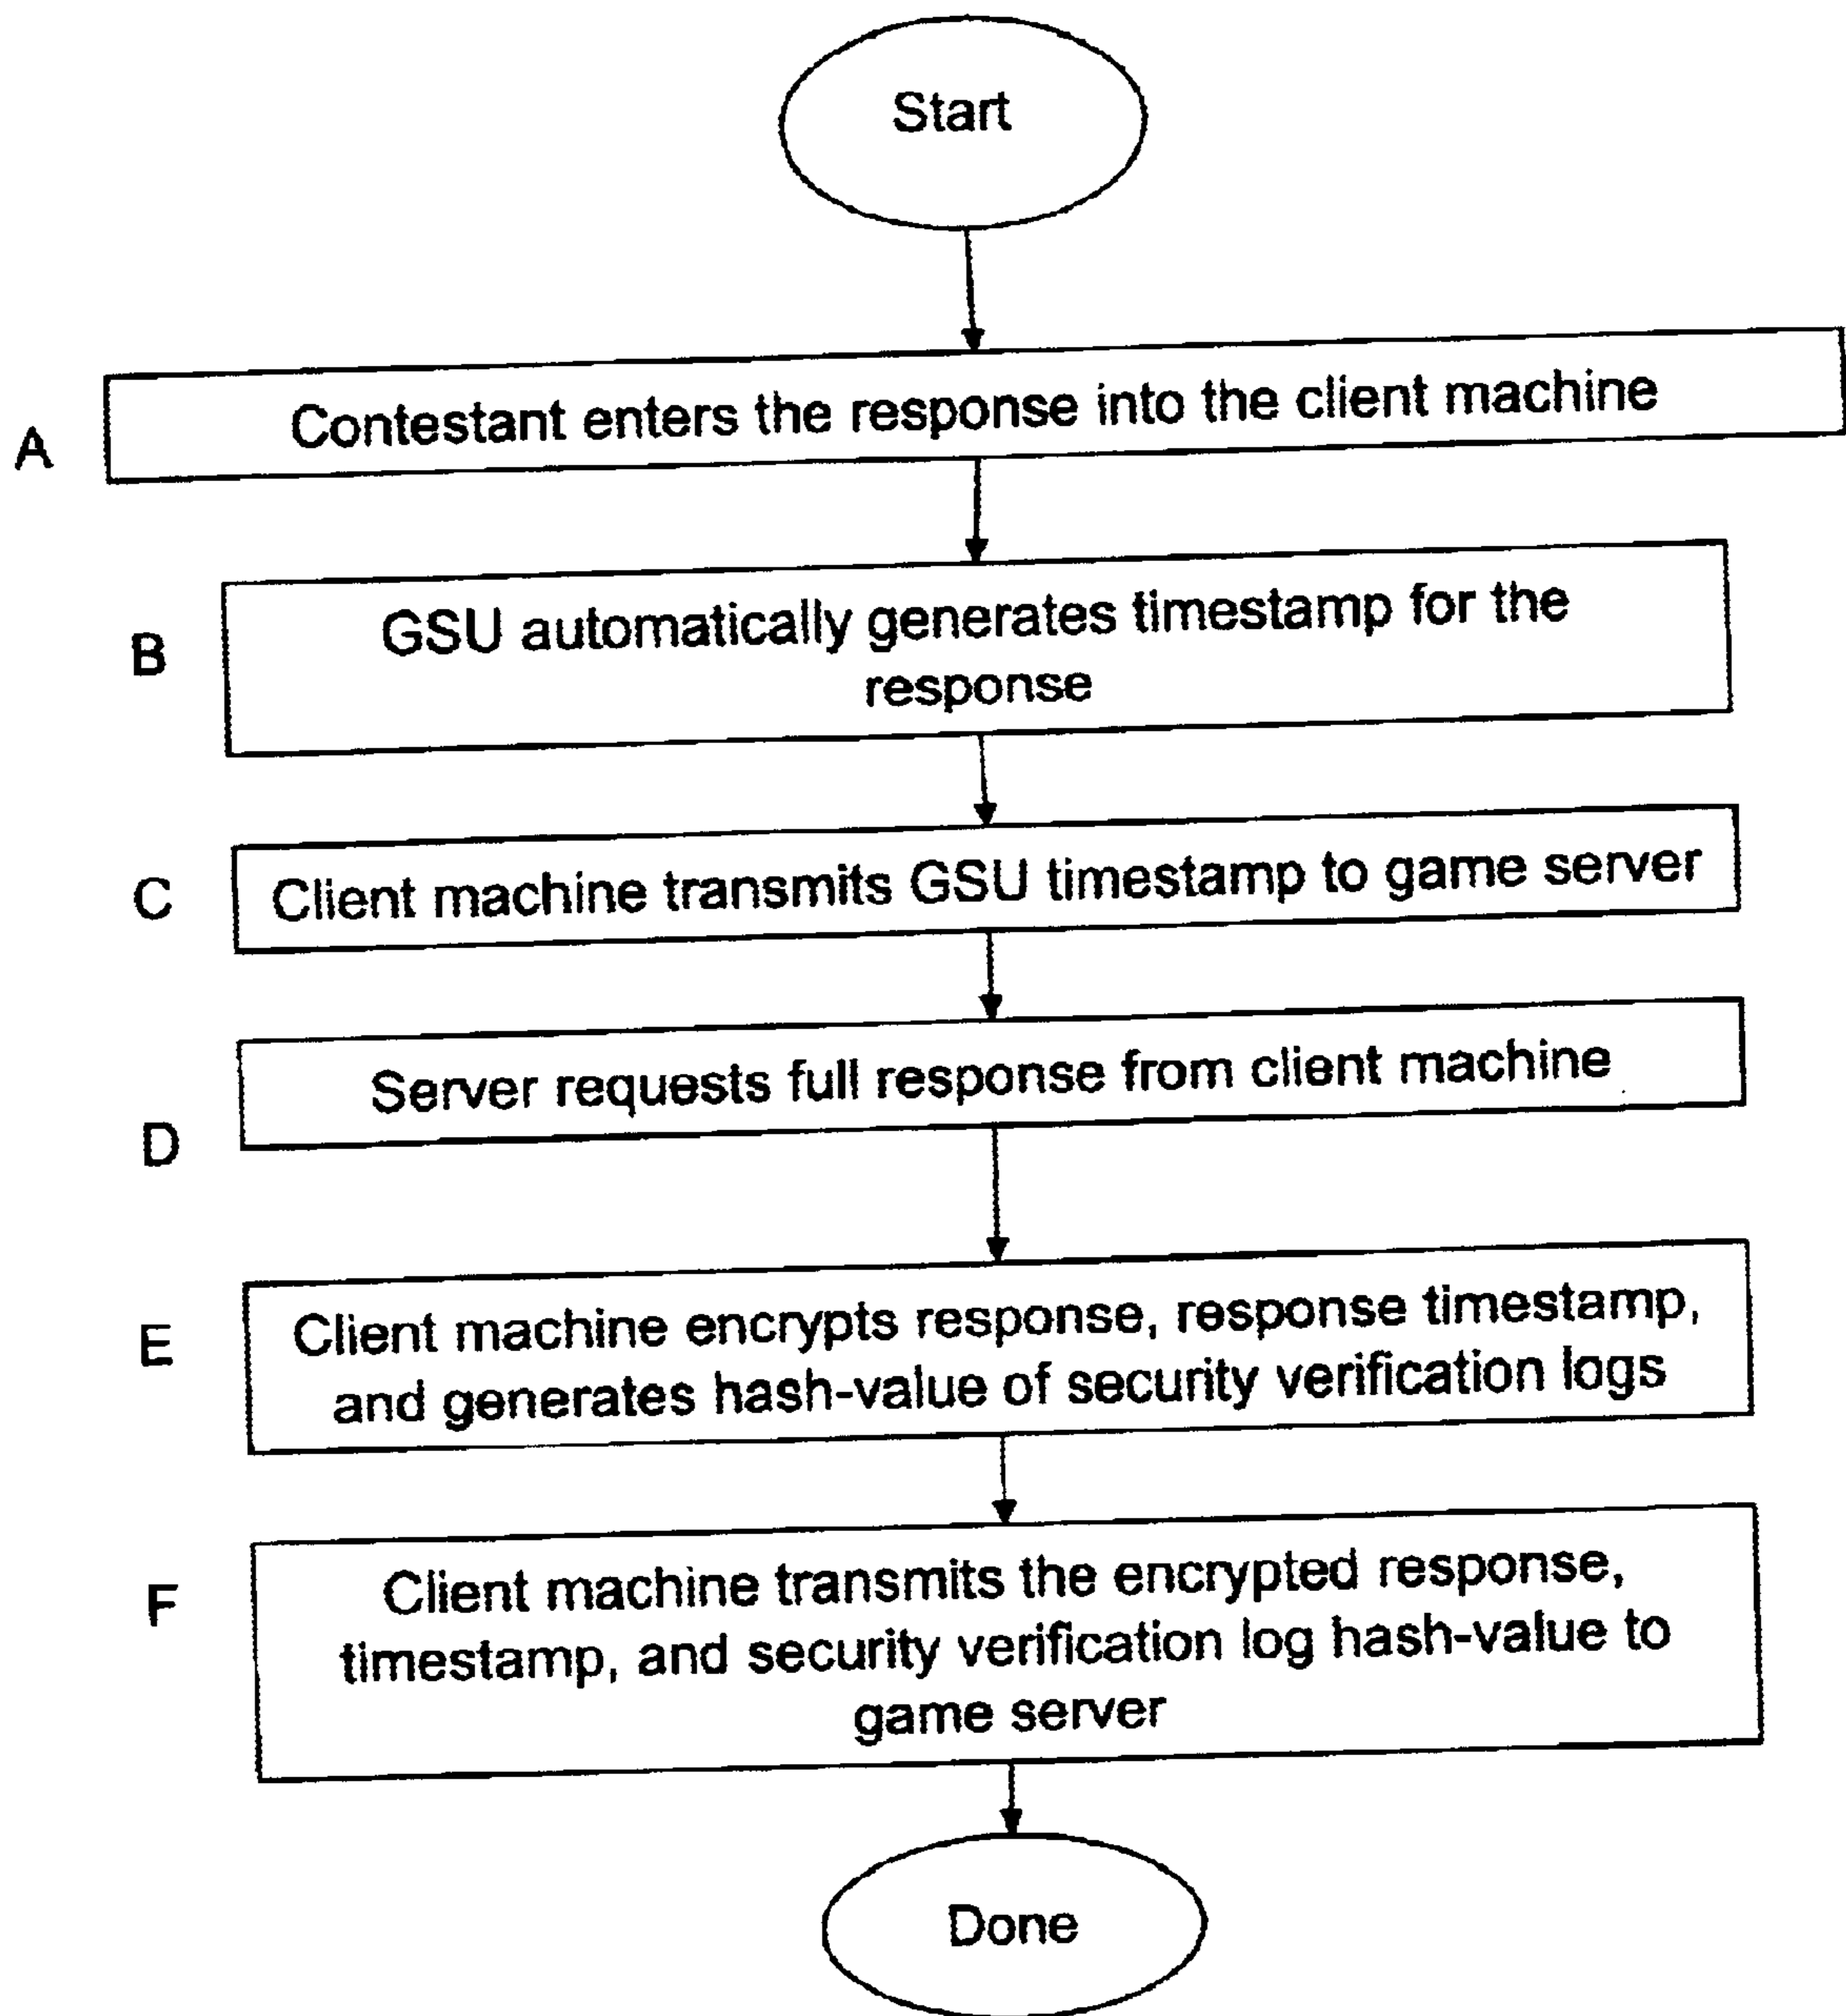 Start
A
Contestant enters the response into the client machine
B
GSU automatically generates timestamp for the
response
C
Client machine transmits GSU timestamp to game server
D
Server requests full response from client machine
E
Client machine encrypts response, response timestamp,
and generates hash-value of security verification logs
F
Client machine transmits the encrypted response,
timestamp, and security verification log hash-value to
game server
Done